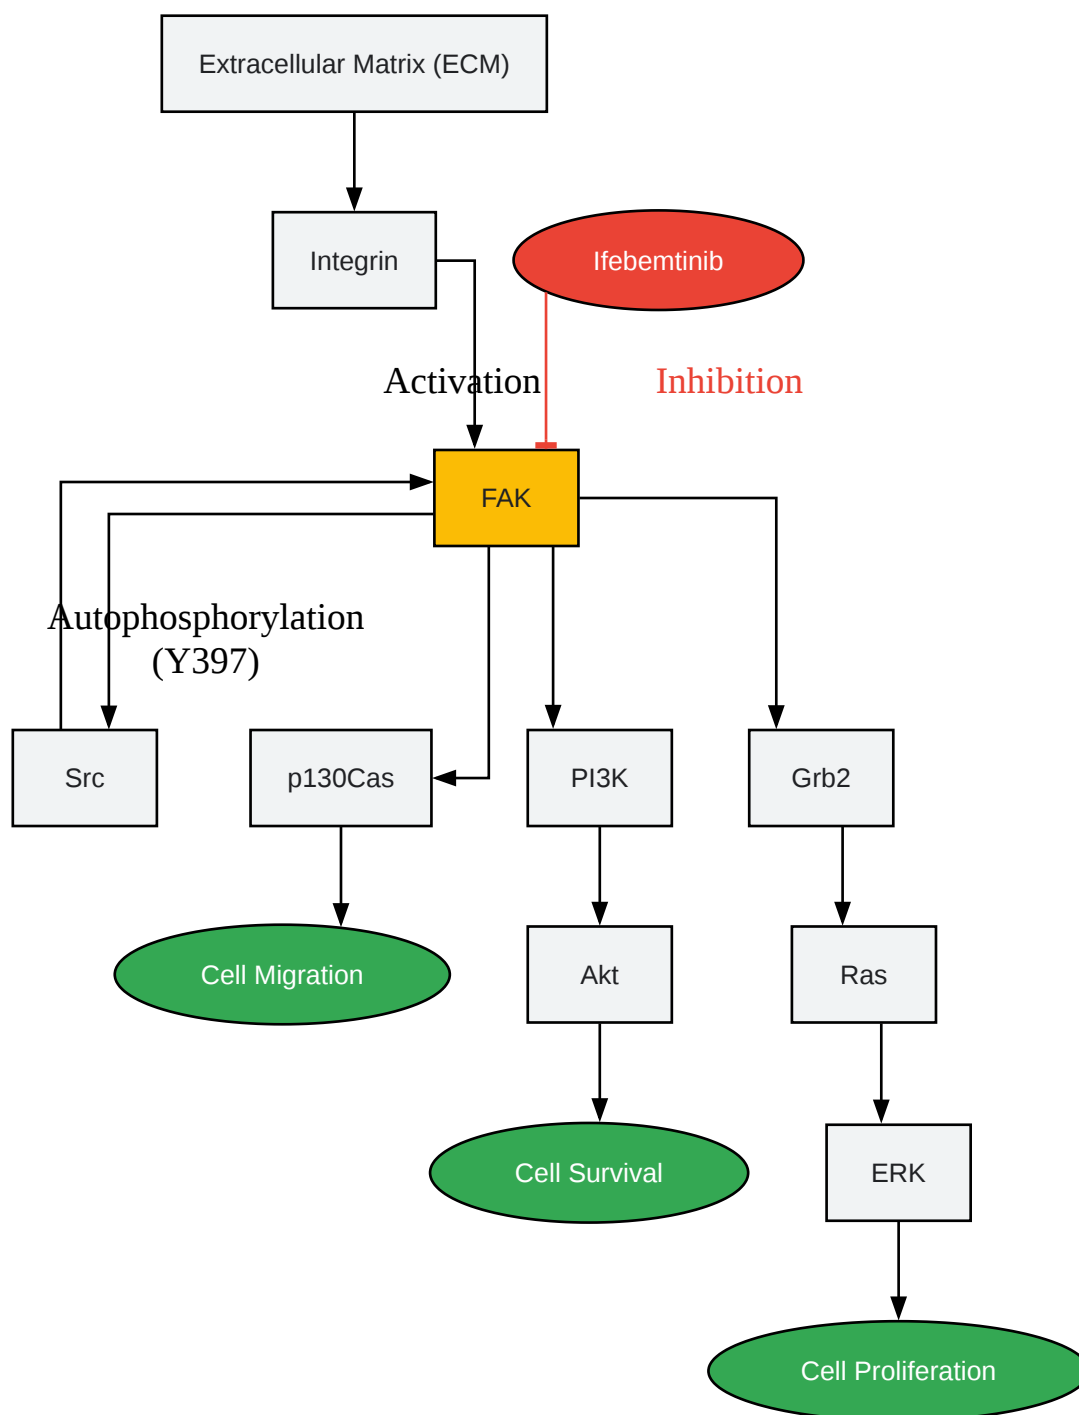 Extracellular Matrix (ECM)
Integrin
Ifebemtinib
Activation
Inhibition
FAK
Autophosphorylation
(Y397)
Src
p130Cas
PI3K
Grb2
Cell Migration
Akt
Ras
Cell Survival
ERK
Cell Proliferation